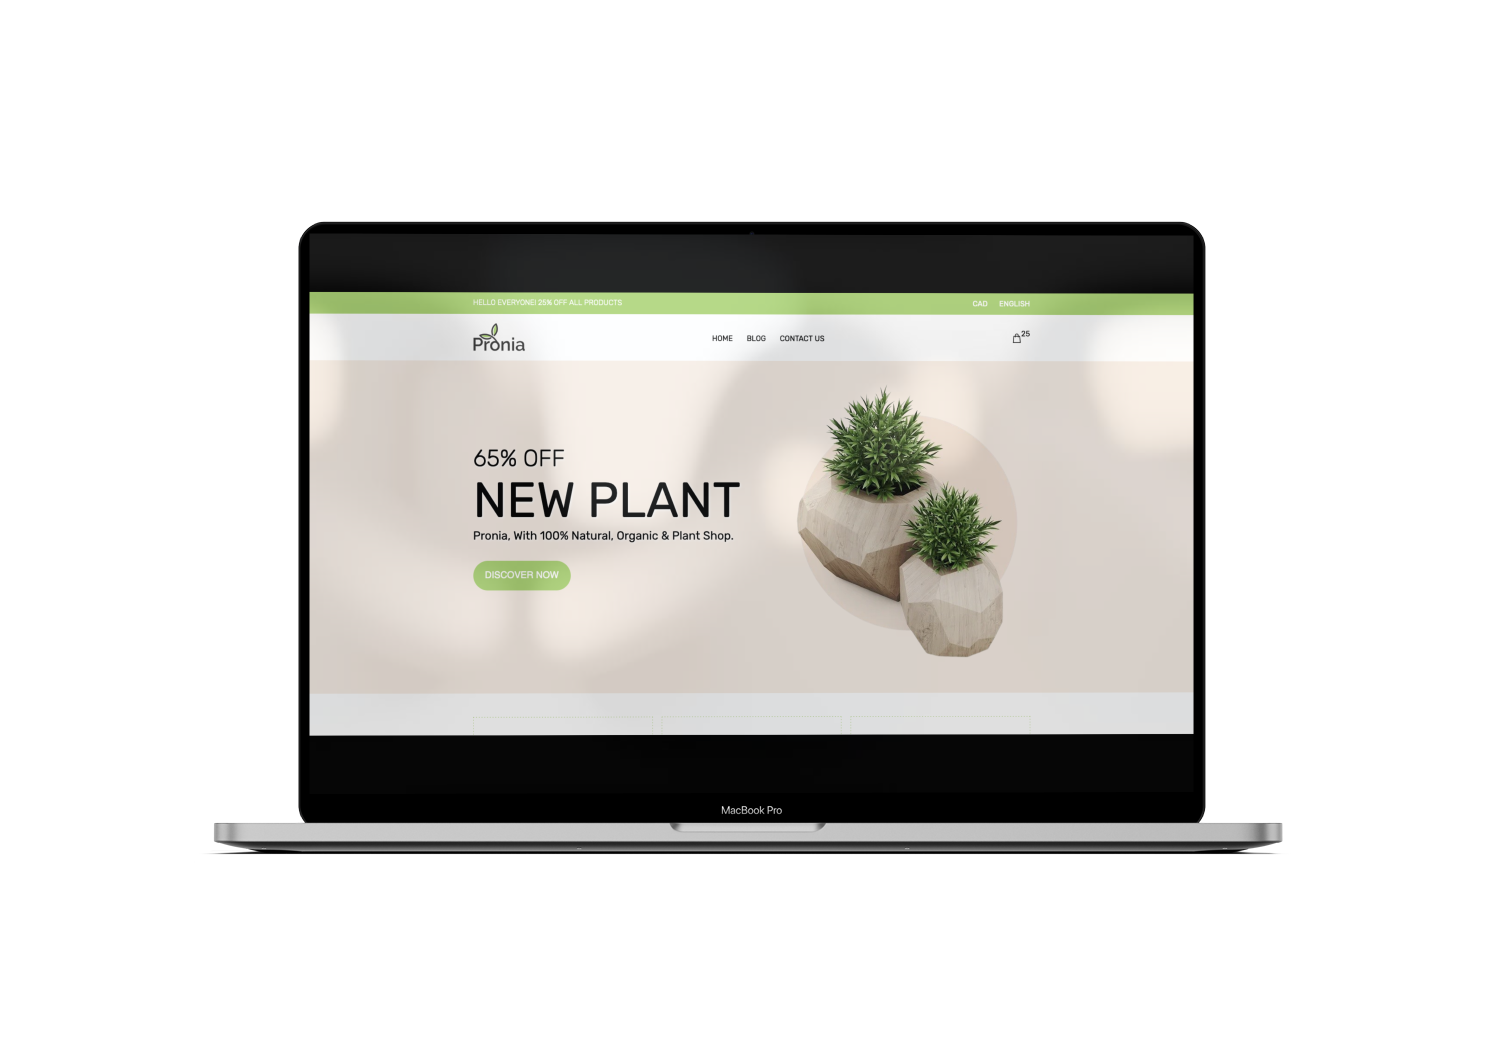 HELLO EVERYONE! 25% OFF ALL PRODUCTS
CAD ENGLISH
Pronia
HOME BLOG CONTACT US
25
65% OFF
NEW PLANT
Pronia, With 100% Natural, Organic & Plant Shop.
DISCOVER NOW
MacBook Pro